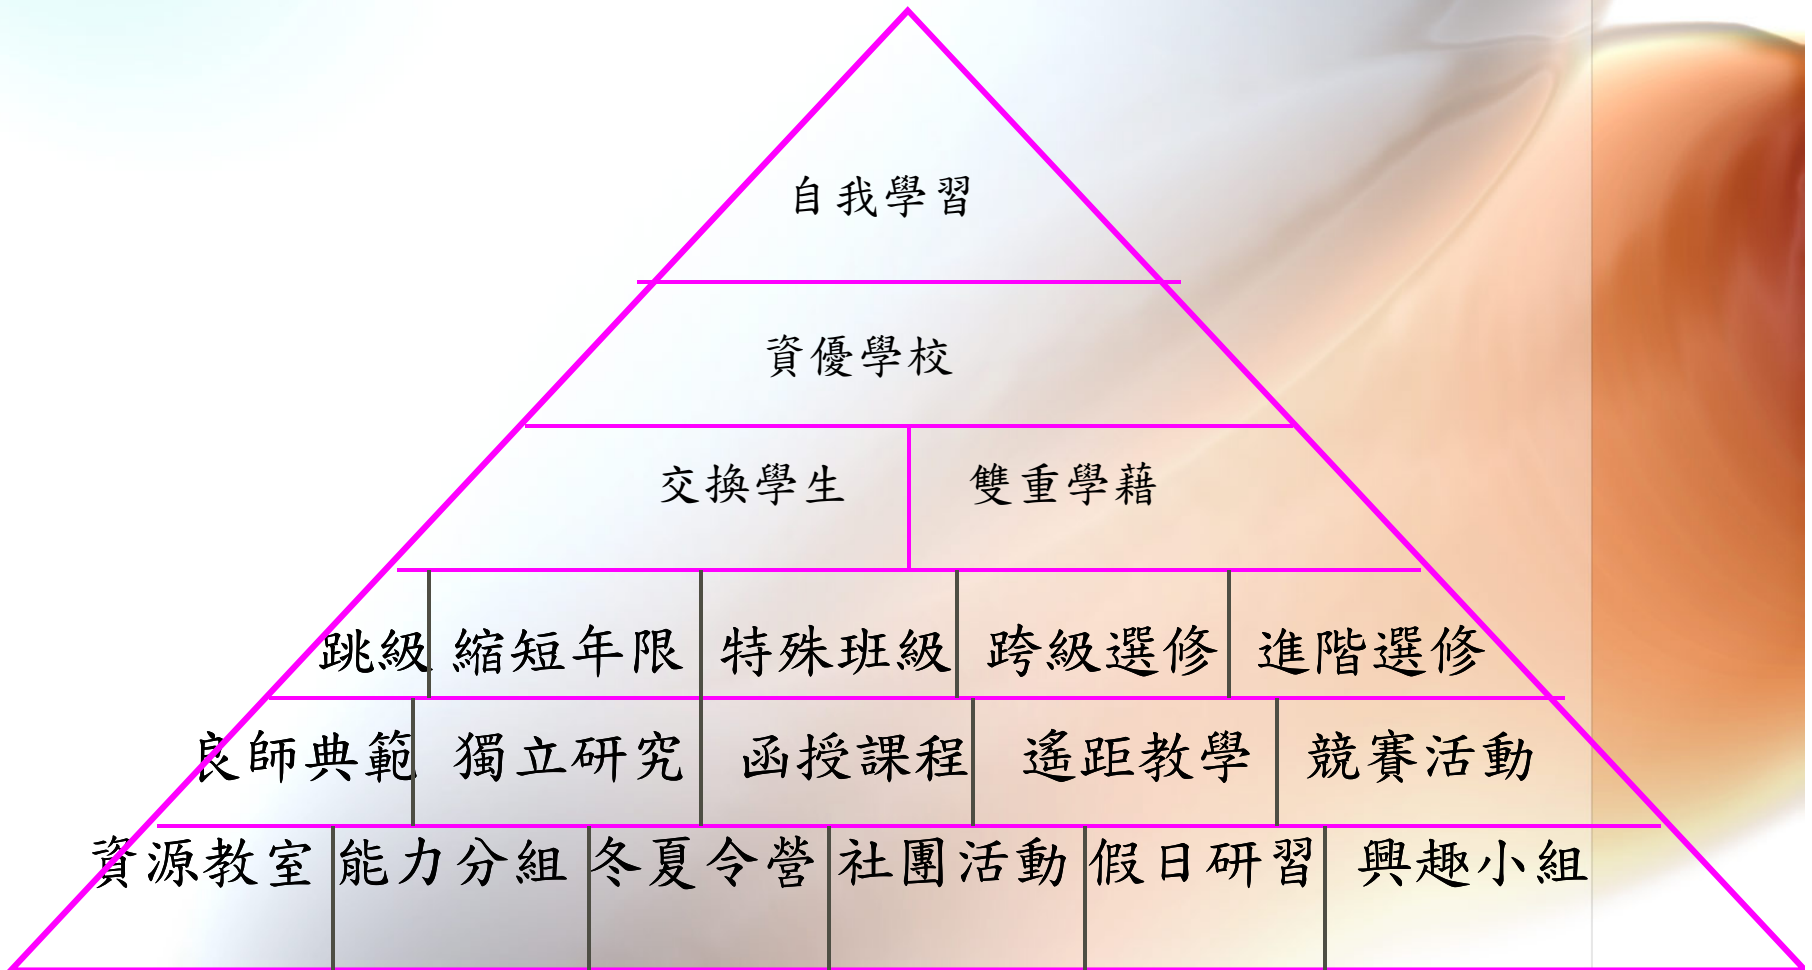 自我學習
資優學校
交換學生 雙重學藉
跳級 縮短年限 特殊班級 跨級選修 進階選修
良師典範 獨立研究 函授課程 遙距教學 競賽活動
資源教室 能力分組 冬夏令營 社團活動 假日研習 興趣小組